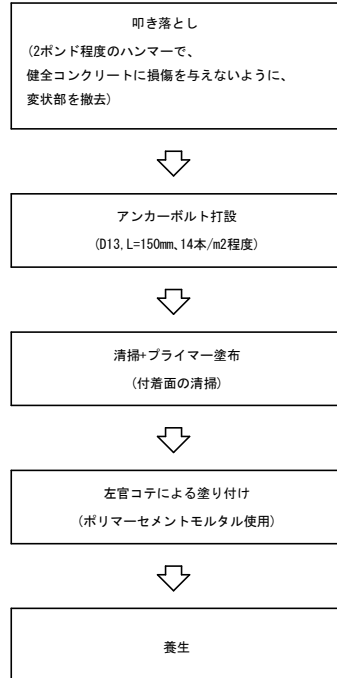 叩き落とし
(2ポンド程度のハンマーで、
健全コンクリートに損傷を与えないように、
変状部を撤去)
アンカーボルト打設
(D13,L=150mm、14本/m2程度)
清掃+プライマー塗布
(付着面の清掃)
左官コテによる塗り付け
(ポリマーセメントモルタル使用)
養生